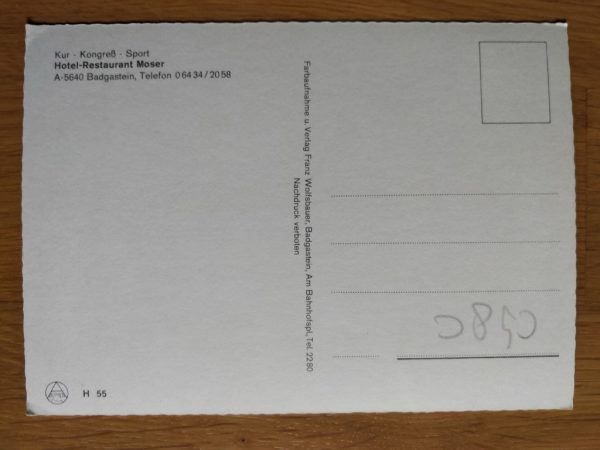 Kur - Kongreß - Sport
Hotel-Restaurant Moser
A-5640 Badgastein, Telefon 06434/2058
Farbaufnahme u. Verlag Franz Wolfsbauer, Badgastein, Am Bahnhofspl., Tel. 2280
Nachdruck verboten
H 55